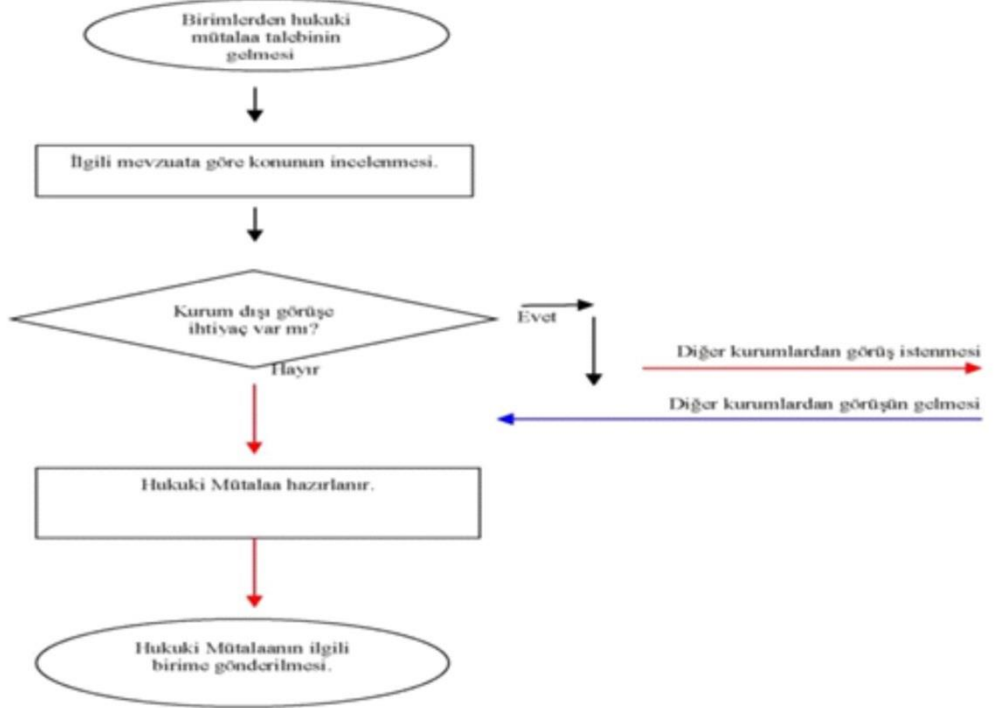 Birimlerden hukuki
mütalaa talebinin
gelmesi
İlgili mevzuata göre konunun incelenmesi.
Kurum dışı görüşe
ihtiyaç var mı?
Evet
Hayır
Diğer kurumlardan görüş istenmesi
Diğer kurumlardan görüşün gelmesi
Hukuki Mütalaa hazırlanır.
Hukuki Mütalaanın ilgili
birime gönderilmesi.